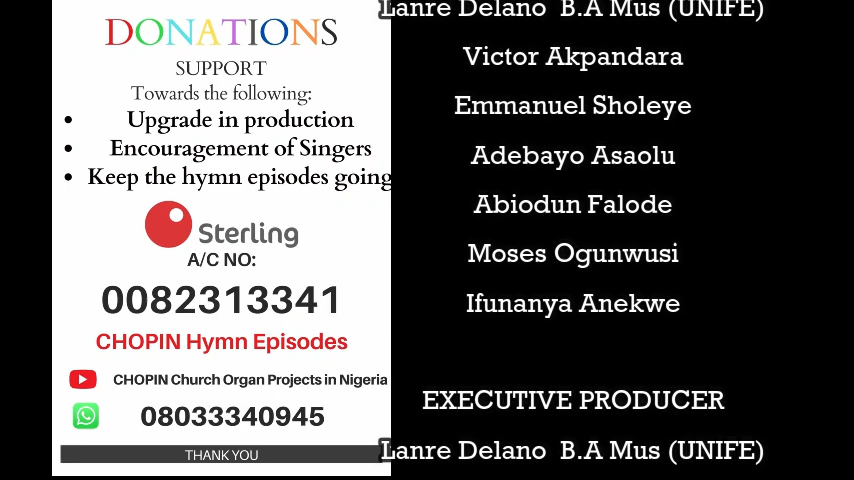 DONATIONS
SUPPORT
Towards the following:
• Upgrade in production
• Encouragement of Singers
• Keep the hymn episodes going
Sterling
A/C NO:
0082313341
CHOPIN Hymn Episodes
CHOPIN Church Organ Projects in Nigeria
08033340945
THANK YOU
Lanre Delano B.A Mus (UNIFE)
Victor Akpandara
Emmanuel Sholeye
Adebayo Asaolu
Abiodun Falode
Moses Ogunwusi
Ifunanya Anekwe
EXECUTIVE PRODUCER
Lanre Delano B.A Mus (UNIFE)